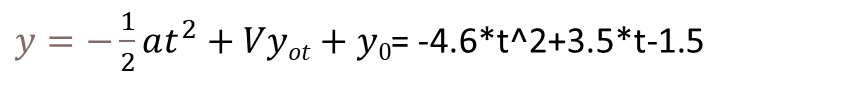 y = −½at² + Vy₀ₜ + y₀= -4.6*t^2+3.5*t-1.5